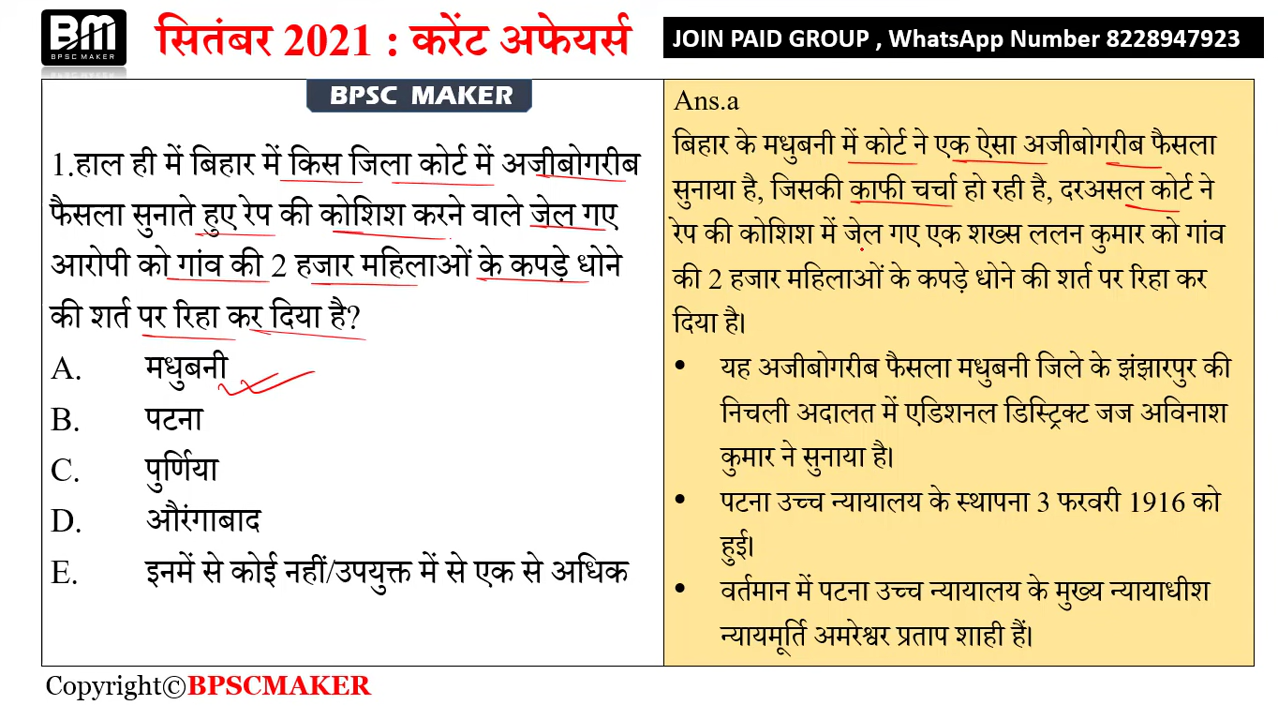 BM
BPSC MAKER
सितंबर 2021 : करेंट अफेयर्स
JOIN PAID GROUP , WhatsApp Number 8228947923
BPSC MAKER
1.हाल ही में बिहार में किस जिला कोर्ट में अजीबोगरीब
फैसला सुनाते हुए रेप की कोशिश करने वाले जेल गए
आरोपी को गांव की 2 हजार महिलाओं के कपड़े धोने
की शर्त पर रिहा कर दिया है?
A. मधुबनी
B. पटना
C. पुर्णिया
D. औरंगाबाद
E. इनमें से कोई नहीं/उपयुक्त में से एक से अधिक
Ans.a
बिहार के मधुबनी में कोर्ट ने एक ऐसा अजीबोगरीब फैसला
सुनाया है, जिसकी काफी चर्चा हो रही है, दरअसल कोर्ट ने
रेप की कोशिश में जेल गए एक शख्स ललन कुमार को गांव
की 2 हजार महिलाओं के कपड़े धोने की शर्त पर रिहा कर
दिया है।
• यह अजीबोगरीब फैसला मधुबनी जिले के झंझारपुर की
निचली अदालत में एडिशनल डिस्ट्रिक्ट जज अविनाश
कुमार ने सुनाया है।
• पटना उच्च न्यायालय के स्थापना 3 फरवरी 1916 को
हुई।
• वर्तमान में पटना उच्च न्यायालय के मुख्य न्यायाधीश
न्यायमूर्ति अमरेश्वर प्रताप शाही हैं।
Copyright©BPSCMAKER